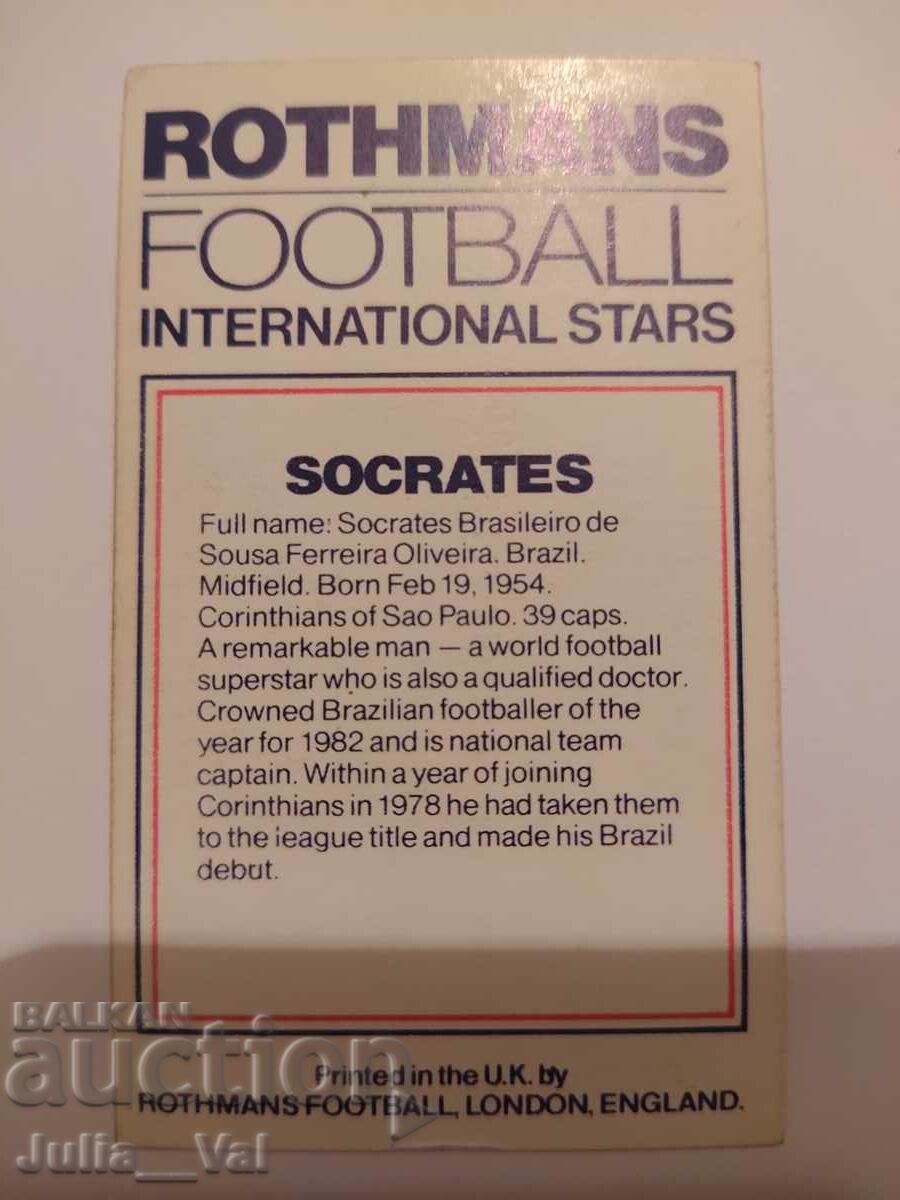 ROTHMANS
FOOTBALL
INTERNATIONAL STARS
SOCRATES
Full name: Socrates Brasileiro de
Sousa Ferreira Oliveira. Brazil.
Midfield. Born Feb 19, 1954.
Corinthians of Sao Paulo. 39 caps.
A remarkable man — a world football
superstar who is also a qualified doctor.
Crowned Brazilian footballer of the
year for 1982 and is national team
captain. Within a year of joining
Corinthians in 1978 he had taken them
to the league title and made his Brazil
debut.
BALKAN
auction
Printed in the U.K. by
ROTHMANS FOOTBALL, LONDON, ENGLAND.
Julia__Val